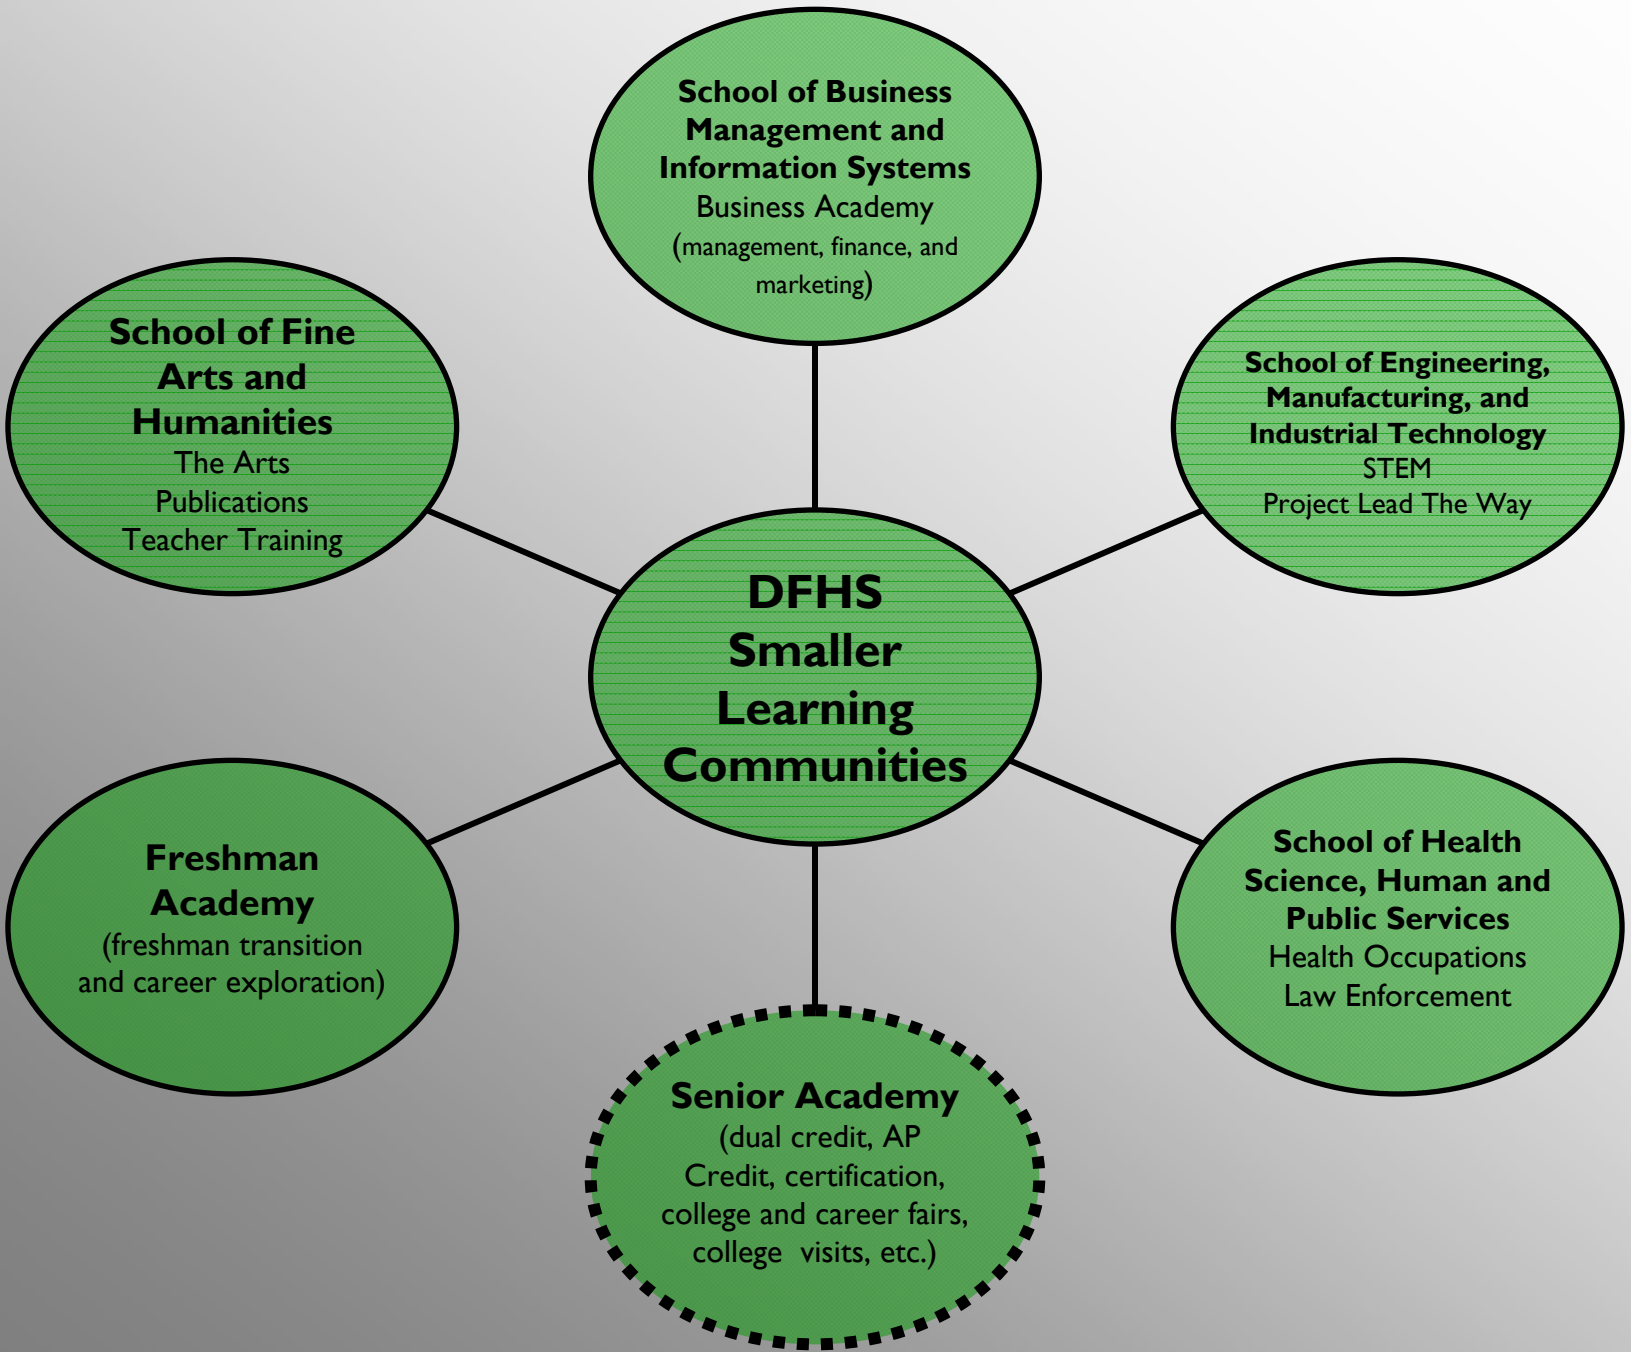 School of Business
Management and
Information Systems
Business Academy
(management, finance, and
marketing)
School of Fine
Arts and
Humanities
The Arts
Publications
Teacher Training
School of Engineering,
Manufacturing, and
Industrial Technology
STEM
Project Lead The Way
DFHS
Smaller
Learning
Communities
Freshman
Academy
(freshman transition
and career exploration)
School of Health
Science, Human and
Public Services
Health Occupations
Law Enforcement
Senior Academy
(dual credit, AP
Credit, certification,
college and career fairs,
college  visits, etc.)